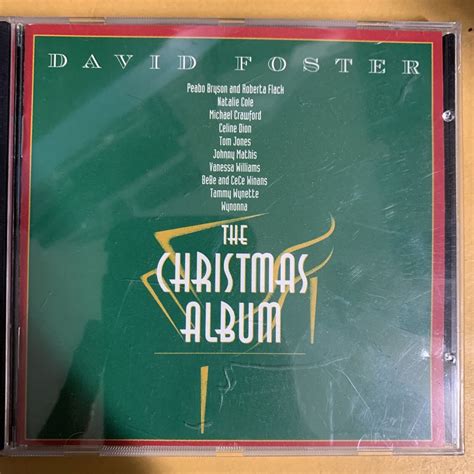 DAVID FOSTER
Peabo Bryson and Roberta Flack
Natalie Cole
Michael Crawford
Celine Dion
Tom Jones
Johnny Mathis
Vanessa Williams
BeBe and CeCe Winans
Tammy Wynette
Wynonna
THE
CHRISTMAS
ALBUM